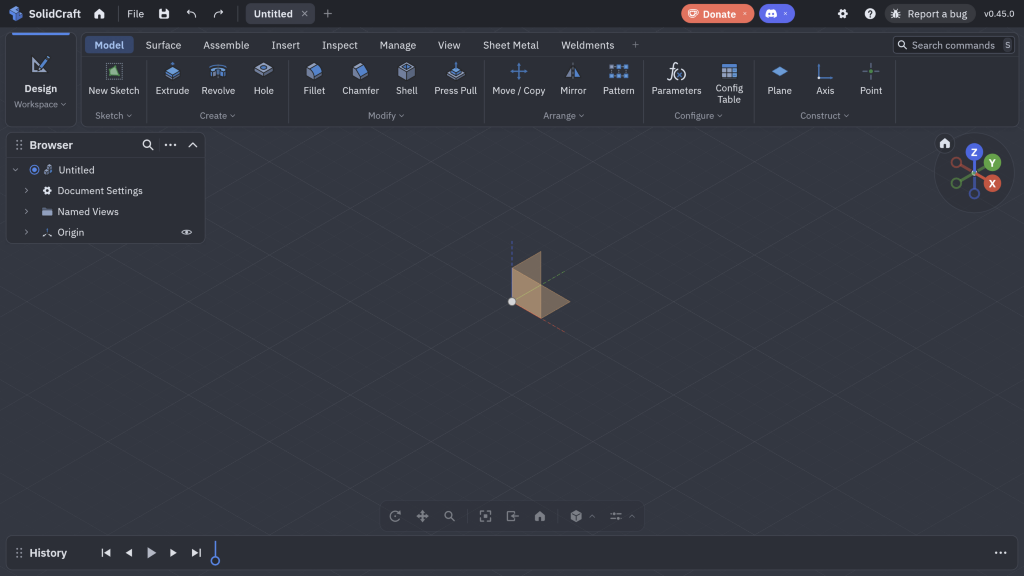 SolidCraft File Untitled Donate Report a bug v0.45.0
Model Surface Assemble Insert Inspect Manage View Sheet Metal Weldments Search commands S
Design
Workspace
New Sketch Extrude Revolve Hole Fillet Chamfer Shell Press Pull Move / Copy Mirror Pattern Parameters Config Table Plane Axis Point
Sketch Create Modify Arrange Configure Construct
Browser
Untitled
Document Settings
Named Views
Origin
Z
Y
X
History